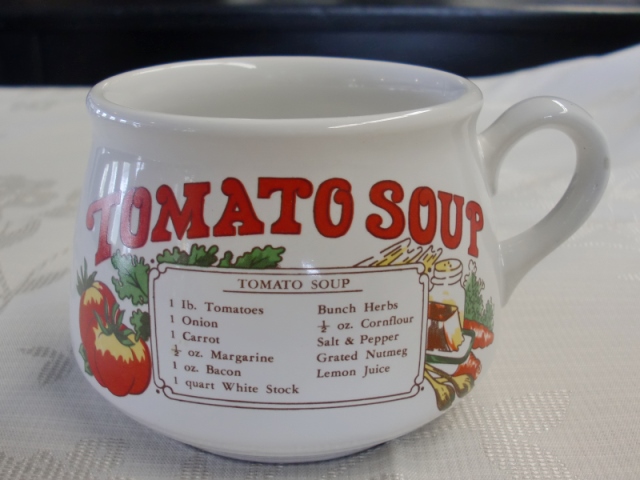 TOMATO SOUP
TOMATO SOUP
1 lb. Tomatoes
1 Onion
1 Carrot
½ oz. Margarine
1 oz. Bacon
1 quart White Stock
Bunch Herbs
½ oz. Cornflour
Salt & Pepper
Grated Nutmeg
Lemon Juice